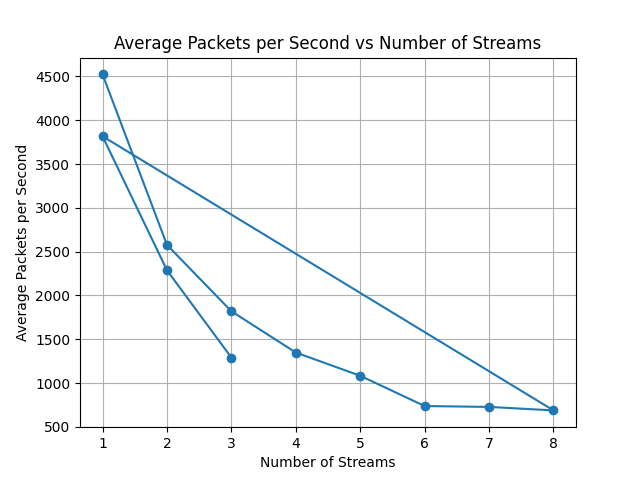 Average Packets per Second vs Number of Streams
Average Packets per Second
4500
4000
3500
3000
2500
2000
1500
1000
500
1 2 3 4 5 6 7 8
Number of Streams